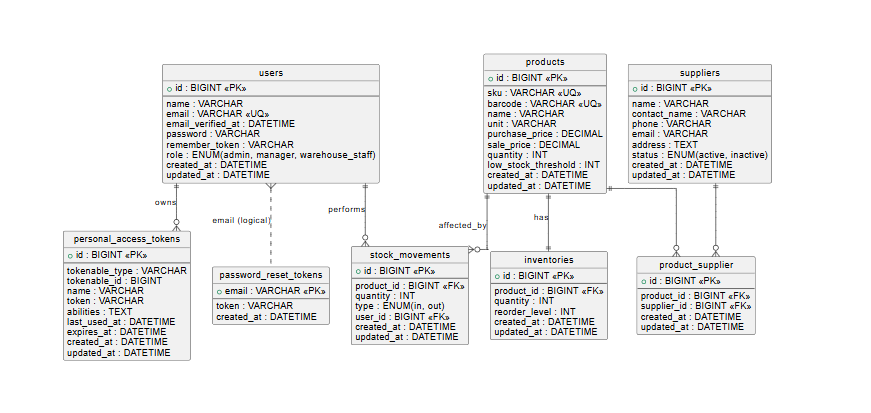 users
id : BIGINT «PK»
name : VARCHAR
email : VARCHAR «UQ»
email_verified_at : DATETIME
password : VARCHAR
remember_token : VARCHAR
role : ENUM(admin, manager, warehouse_staff)
created_at : DATETIME
updated_at : DATETIME
products
id : BIGINT «PK»
sku : VARCHAR «UQ»
barcode : VARCHAR «UQ»
name : VARCHAR
unit : VARCHAR
purchase_price : DECIMAL
sale_price : DECIMAL
quantity : INT
low_stock_threshold : INT
created_at : DATETIME
updated_at : DATETIME
suppliers
id : BIGINT «PK»
name : VARCHAR
contact_name : VARCHAR
phone : VARCHAR
email : VARCHAR
address : TEXT
status : ENUM(active, inactive)
created_at : DATETIME
updated_at : DATETIME
owns
email (logical)
performs
affected_by
has
personal_access_tokens
id : BIGINT «PK»
tokenable_type : VARCHAR
tokenable_id : BIGINT
name : VARCHAR
token : VARCHAR
abilities : TEXT
last_used_at : DATETIME
expires_at : DATETIME
created_at : DATETIME
updated_at : DATETIME
password_reset_tokens
email : VARCHAR «PK»
token : VARCHAR
created_at : DATETIME
stock_movements
id : BIGINT «PK»
product_id : BIGINT «FK»
quantity : INT
type : ENUM(in, out)
user_id : BIGINT «FK»
created_at : DATETIME
updated_at : DATETIME
inventories
id : BIGINT «PK»
product_id : BIGINT «FK»
quantity : INT
reorder_level : INT
created_at : DATETIME
updated_at : DATETIME
product_supplier
id : BIGINT «PK»
product_id : BIGINT «FK»
supplier_id : BIGINT «FK»
created_at : DATETIME
updated_at : DATETIME